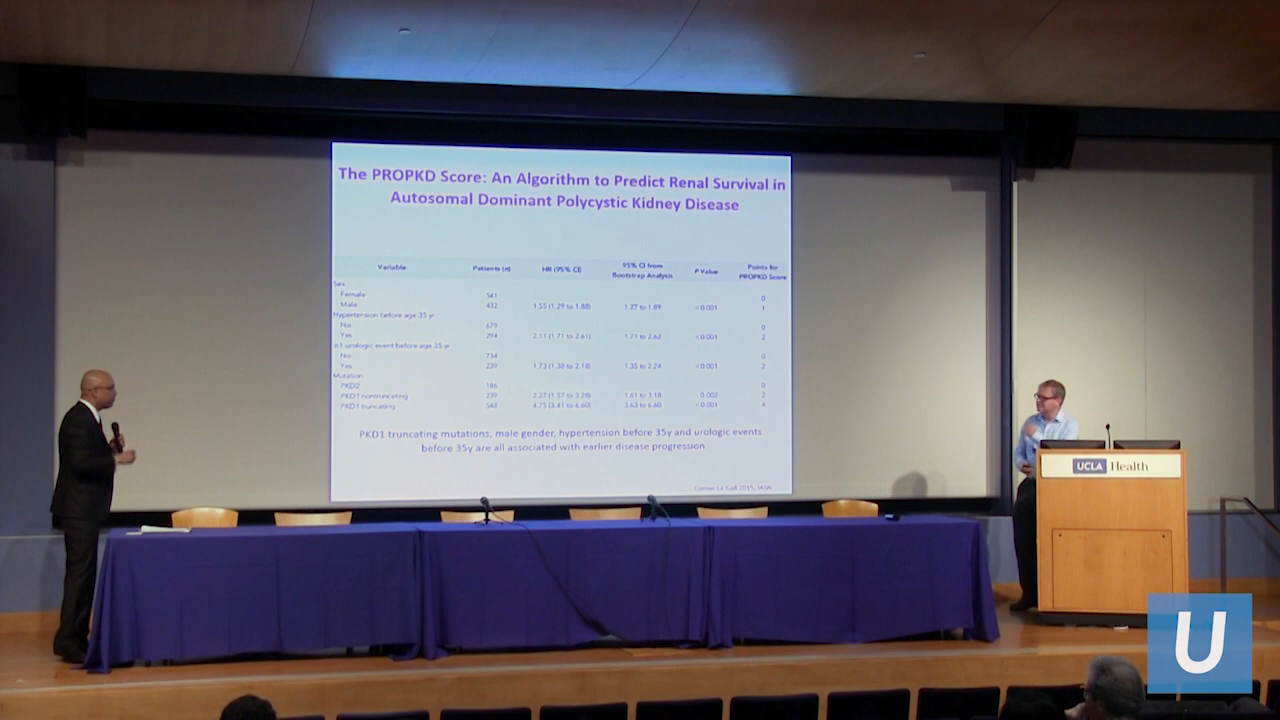 The PROPKD Score: An Algorithm to Predict Renal Survival in
Autosomal Dominant Polycystic Kidney Disease
Variable Patients (n) HR (95% CI) 95% CI from Bootstrap Analysis P Value Points for PROPKD Score
Sex
Female 541 0
Male 432 1.55 (1.29 to 1.88) 1.27 to 1.89 <0.001 1
Hypertension before age 35 yr
No 679 0
Yes 294 2.11 (1.71 to 2.61) 1.71 to 2.62 <0.001 2
≥1 urologic event before age 35 yr
No 734 0
Yes 239 1.73 (1.38 to 2.18) 1.35 to 2.24 <0.001 2
Mutation
PKD2 186 0
PKD1 nontruncating 239 2.27 (1.57 to 3.28) 1.61 to 3.18 0.002 2
PKD1 truncating 548 4.75 (3.41 to 6.60) 3.63 to 6.60 <0.001 4
PKD1 truncating mutations, male gender, hypertension before 35y and urologic events
before 35y are all associated with earlier disease progression
Le Gall 2015, JASN
UCLA Health
U